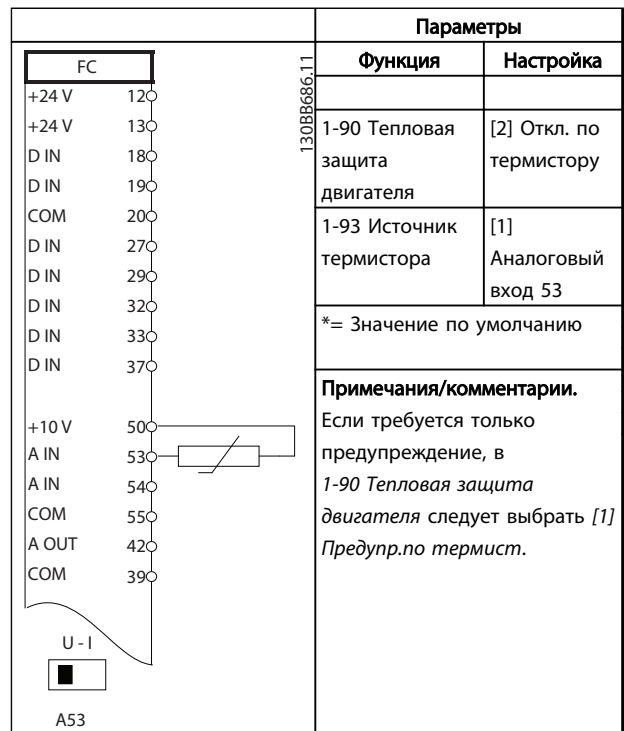 FC
+24 V 12
+24 V 13
D IN 18
D IN 19
COM 20
D IN 27
D IN 29
D IN 32
D IN 33
D IN 37
+10 V 50
A IN 53
A IN 54
COM 55
A OUT 42
COM 39
U - I
A53
130BB686.11
Параметры
Функция Настройка
1-90 Тепловая защита двигателя
[2] Откл. по термистору
1-93 Источник термистора
[1] Аналоговый вход 53
*= Значение по умолчанию
Примечания/комментарии.
Если требуется только
предупреждение, в
1-90 Тепловая защита
двигателя следует выбрать [1]
Предупр.по термист.